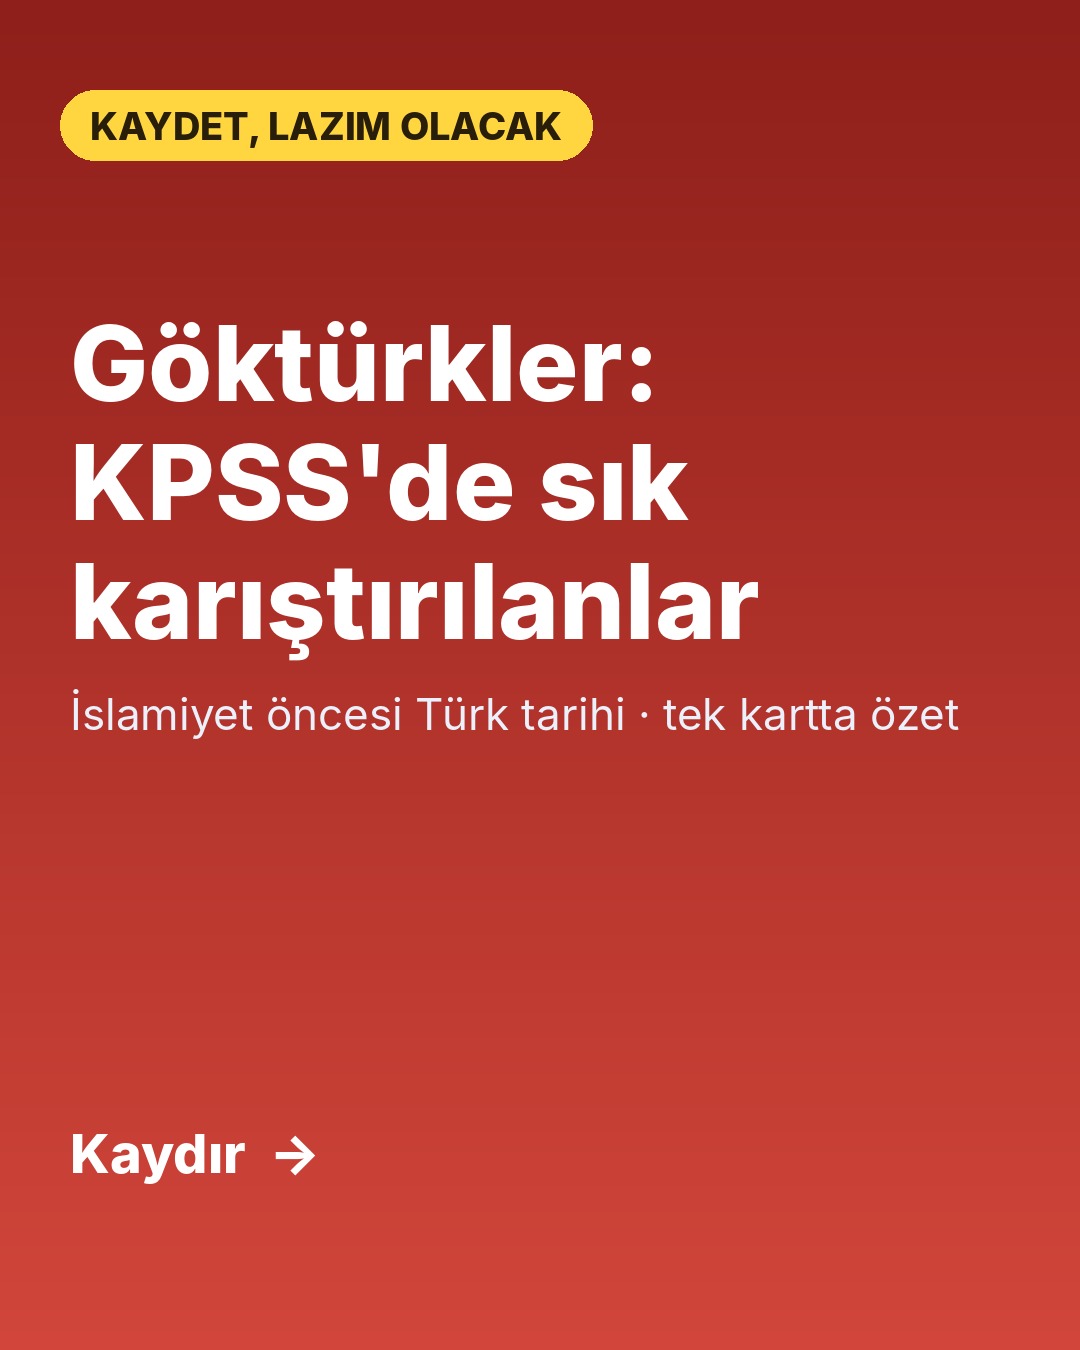 KAYDET, LAZIM OLACAK
Göktürkler:
KPSS'de sık
karıştırılanlar
İslamiyet öncesi Türk tarihi · tek kartta özet
Kaydır →